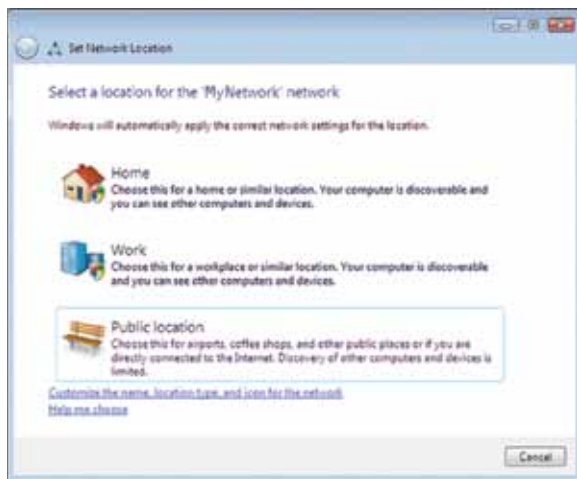 Set Network Location
Select a location for the 'MyNetwork' network
Windows will automatically apply the correct network settings for the location.
Home
Choose this for a home or similar location. Your computer is discoverable and
you can see other computers and devices.
Work
Choose this for a workplace or similar location. Your computer is discoverable
and you can see other computers and devices.
Public location
Choose this for airports, coffee shops, and other public places or if you are
directly connected to the Internet. Discovery of other computers and devices is
limited.
Customize the name, location type, and icon for the network
Help me choose
Cancel